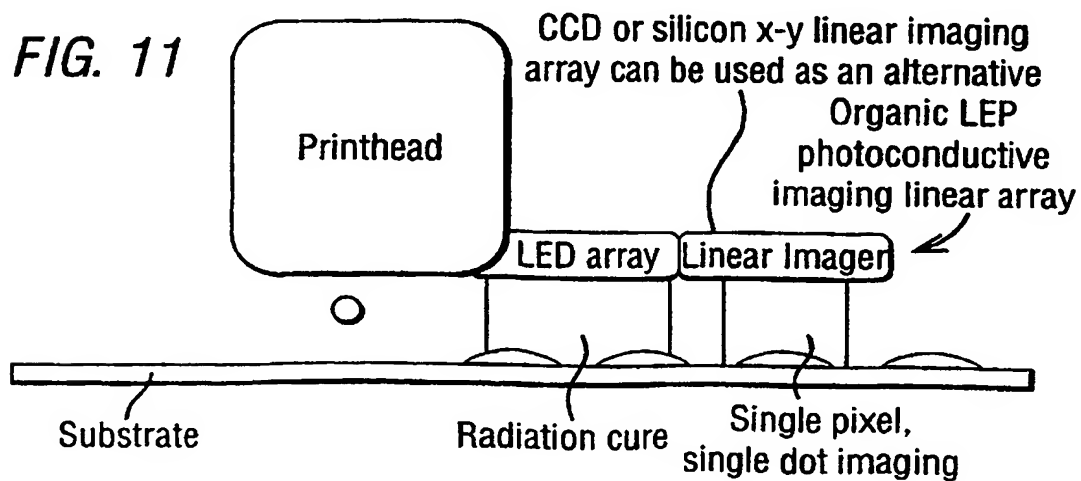 FIG. 11
CCD or silicon x-y linear imaging
array can be used as an alternative
Organic LEP
photoconductive
imaging linear array
Printhead
LED array
Linear Imager
Substrate
Radiation cure
Single pixel,
single dot imaging